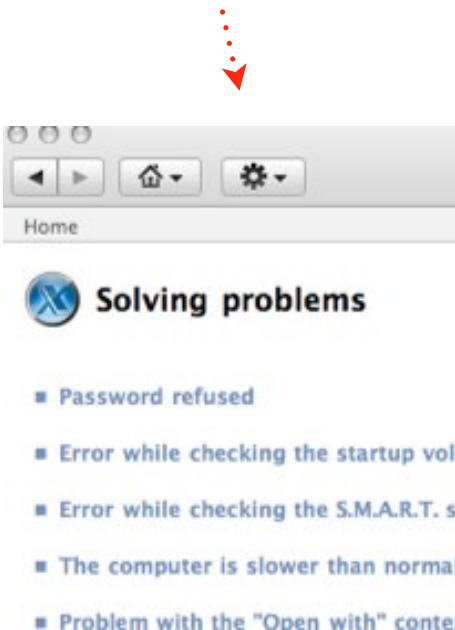 Home
Solving problems
Password refused
Error while checking the startup vol
Error while checking the S.M.A.R.T. s
The computer is slower than normal
Problem with the "Open with" conte